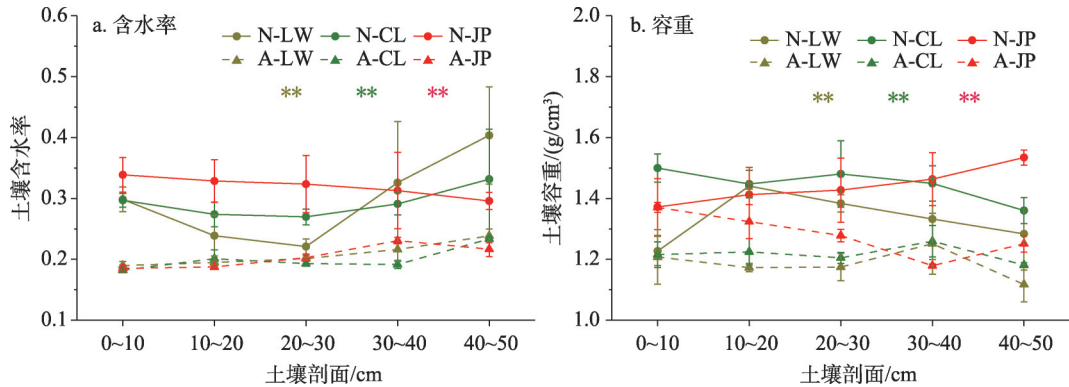 a. 含水率
N-LW N-CL N-JP
A-LW A-CL A-JP
** ** **
土壤含水率
0.6
0.5
0.4
0.3
0.2
0.1
0~10 10~20 20~30 30~40 40~50
土壤剖面/cm
b. 容重
N-LW N-CL N-JP
A-LW A-CL A-JP
** ** **
土壤容重/(g/cm³)
2.0
1.8
1.6
1.4
1.2
1.0
0~10 10~20 20~30 30~40 40~50
土壤剖面/cm